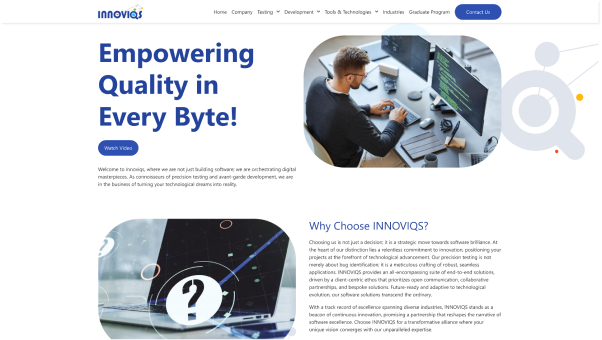 INNOVIQS
Home Company Testing Development Tools & Technologies Industries Graduate Program Contact Us
Empowering
Quality in
Every Byte!
Watch Video
Welcome to Innoviqs, where we are not just building software; we are orchestrating digital
masterpieces. As connoisseurs of precision testing and avant-garde development, we are
in the business of turning your technological dreams into reality.
Why Choose INNOVIQS?
Choosing us is not just a decision; it is a strategic move towards software brilliance. At
the heart of our distinction lies a relentless commitment to innovation, positioning your
projects at the forefront of technological advancement. Our precision testing is not
merely about bug identification; it is a meticulous crafting of robust, seamless
applications. INNOVIQS provides an all-encompassing suite of end-to-end solutions,
driven by a client-centric ethos that prioritizes open communication, collaborative
partnerships, and bespoke solutions. Future-ready and adaptive to technological
evolution, our software solutions transcend the ordinary.
With a track record of excellence spanning diverse industries, INNOVIQS stands as a
beacon of continuous innovation, promising a partnership that reshapes the narrative of
software excellence. Choose INNOVIQS for a transformative alliance where your
unique vision converges with our unparalleled expertise.
?